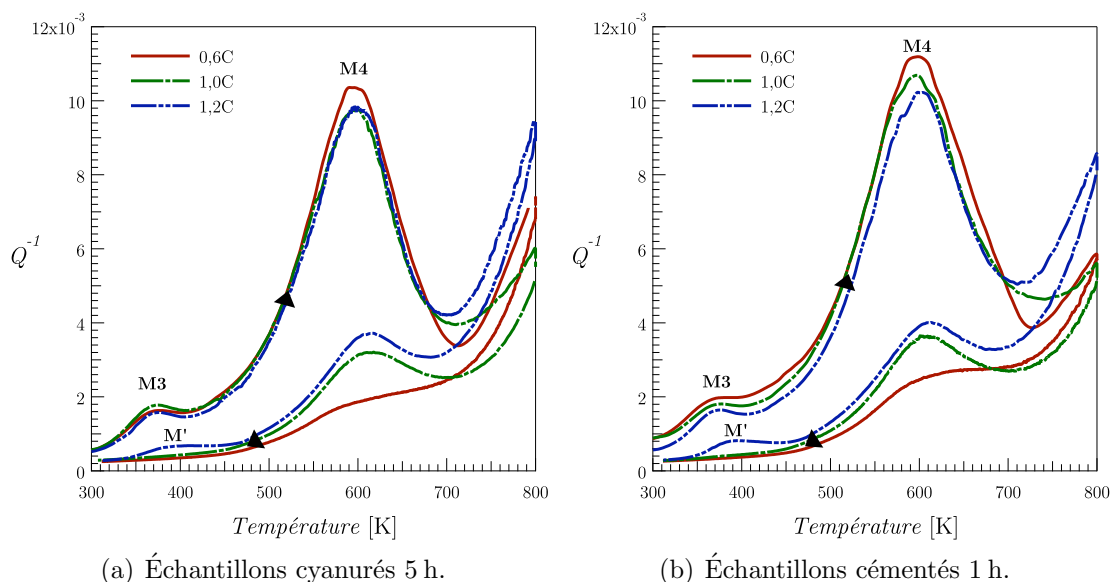 12x10⁻³
10
8
6
4
2
0
Q⁻¹
0,6C
1,0C
1,2C
M4
M3
M'
300
400
500
600
700
800
Température [K]
(a) Échantillons cyanurés 5 h.
12x10⁻³
10
8
6
4
2
0
Q⁻¹
0,6C
1,0C
1,2C
M4
M3
M'
300
400
500
600
700
800
Température [K]
(b) Échantillons cémentés 1 h.